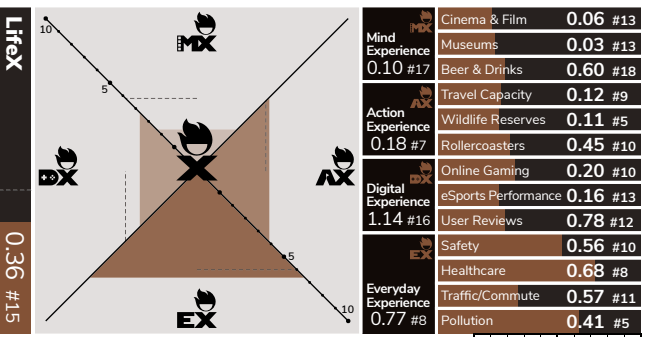 LifeX
0.36 #15
10
MX
5
X
DX
AX
5
EX
10
MX
Mind
Experience
0.10 #17
AX
Action
Experience
0.18 #7
DX
Digital
Experience
1.14 #16
EX
Everyday
Experience
0.77 #8
Cinema & Film 0.06 #13
Museums 0.03 #13
Beer & Drinks 0.60 #18
Travel Capacity 0.12 #9
Wildlife Reserves 0.11 #5
Rollercoasters 0.45 #10
Online Gaming 0.20 #10
eSports Performance 0.16 #13
User Reviews 0.78 #12
Safety 0.56 #10
Healthcare 0.68 #8
Traffic/Commute 0.57 #11
Pollution 0.41 #5